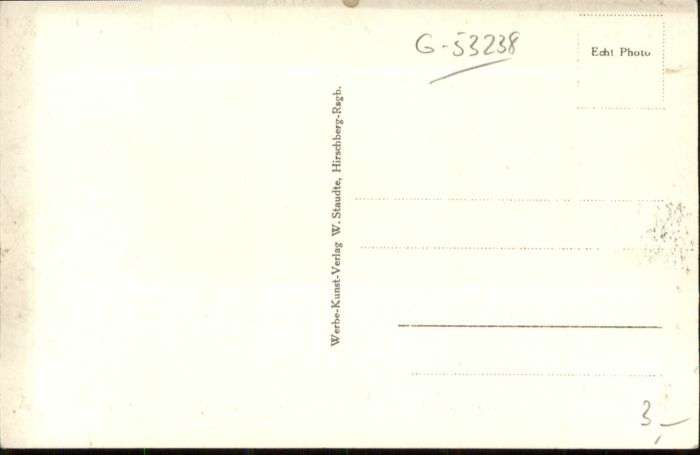 G-53238
Echt Photo
Werbe-Kunst-Verlag W. Staudte, Hirschberg-Rsgb.
3,-